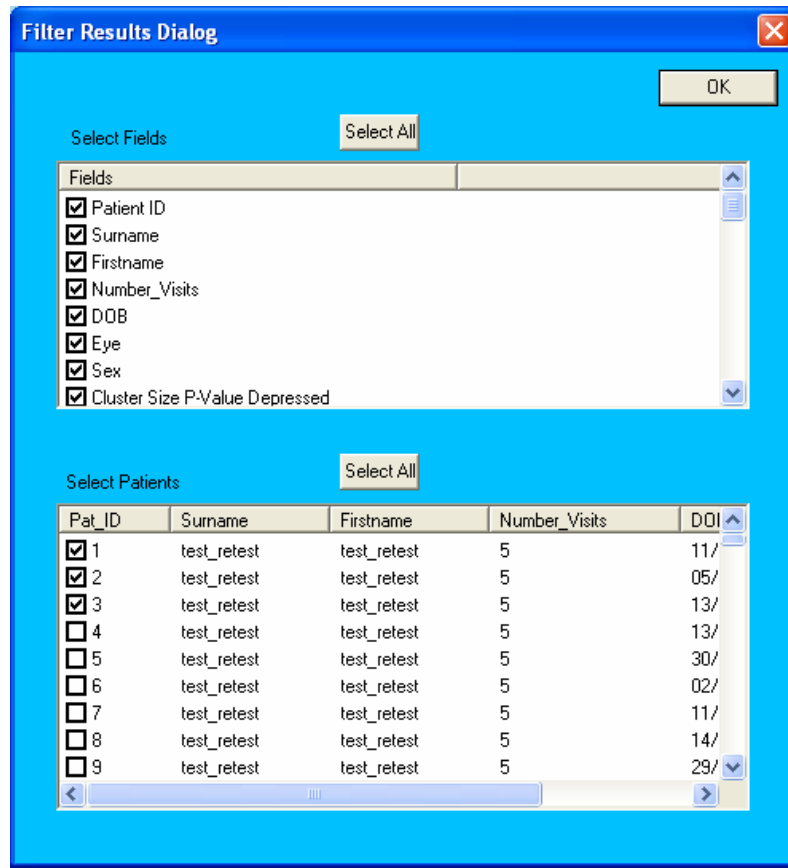 Filter Results Dialog
OK
Select Fields
Select All
Fields
Patient ID
Surname
Firstname
Number_Visits
DOB
Eye
Sex
Cluster Size P-Value Depressed
Select Patients
Select All
Pat_ID Surname Firstname Number_Visits DOI
1 test_retest test_retest 5 11/
2 test_retest test_retest 5 05/
3 test_retest test_retest 5 13/
4 test_retest test_retest 5 13/
5 test_retest test_retest 5 30/
6 test_retest test_retest 5 02/
7 test_retest test_retest 5 11/
8 test_retest test_retest 5 14/
9 test_retest test_retest 5 29/